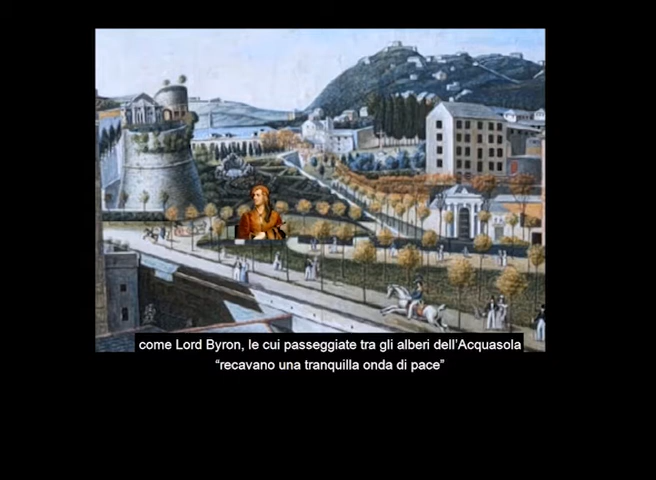 come Lord Byron, le cui passeggiate tra gli alberi dell'Acquasola
“recavano una tranquilla onda di pace”